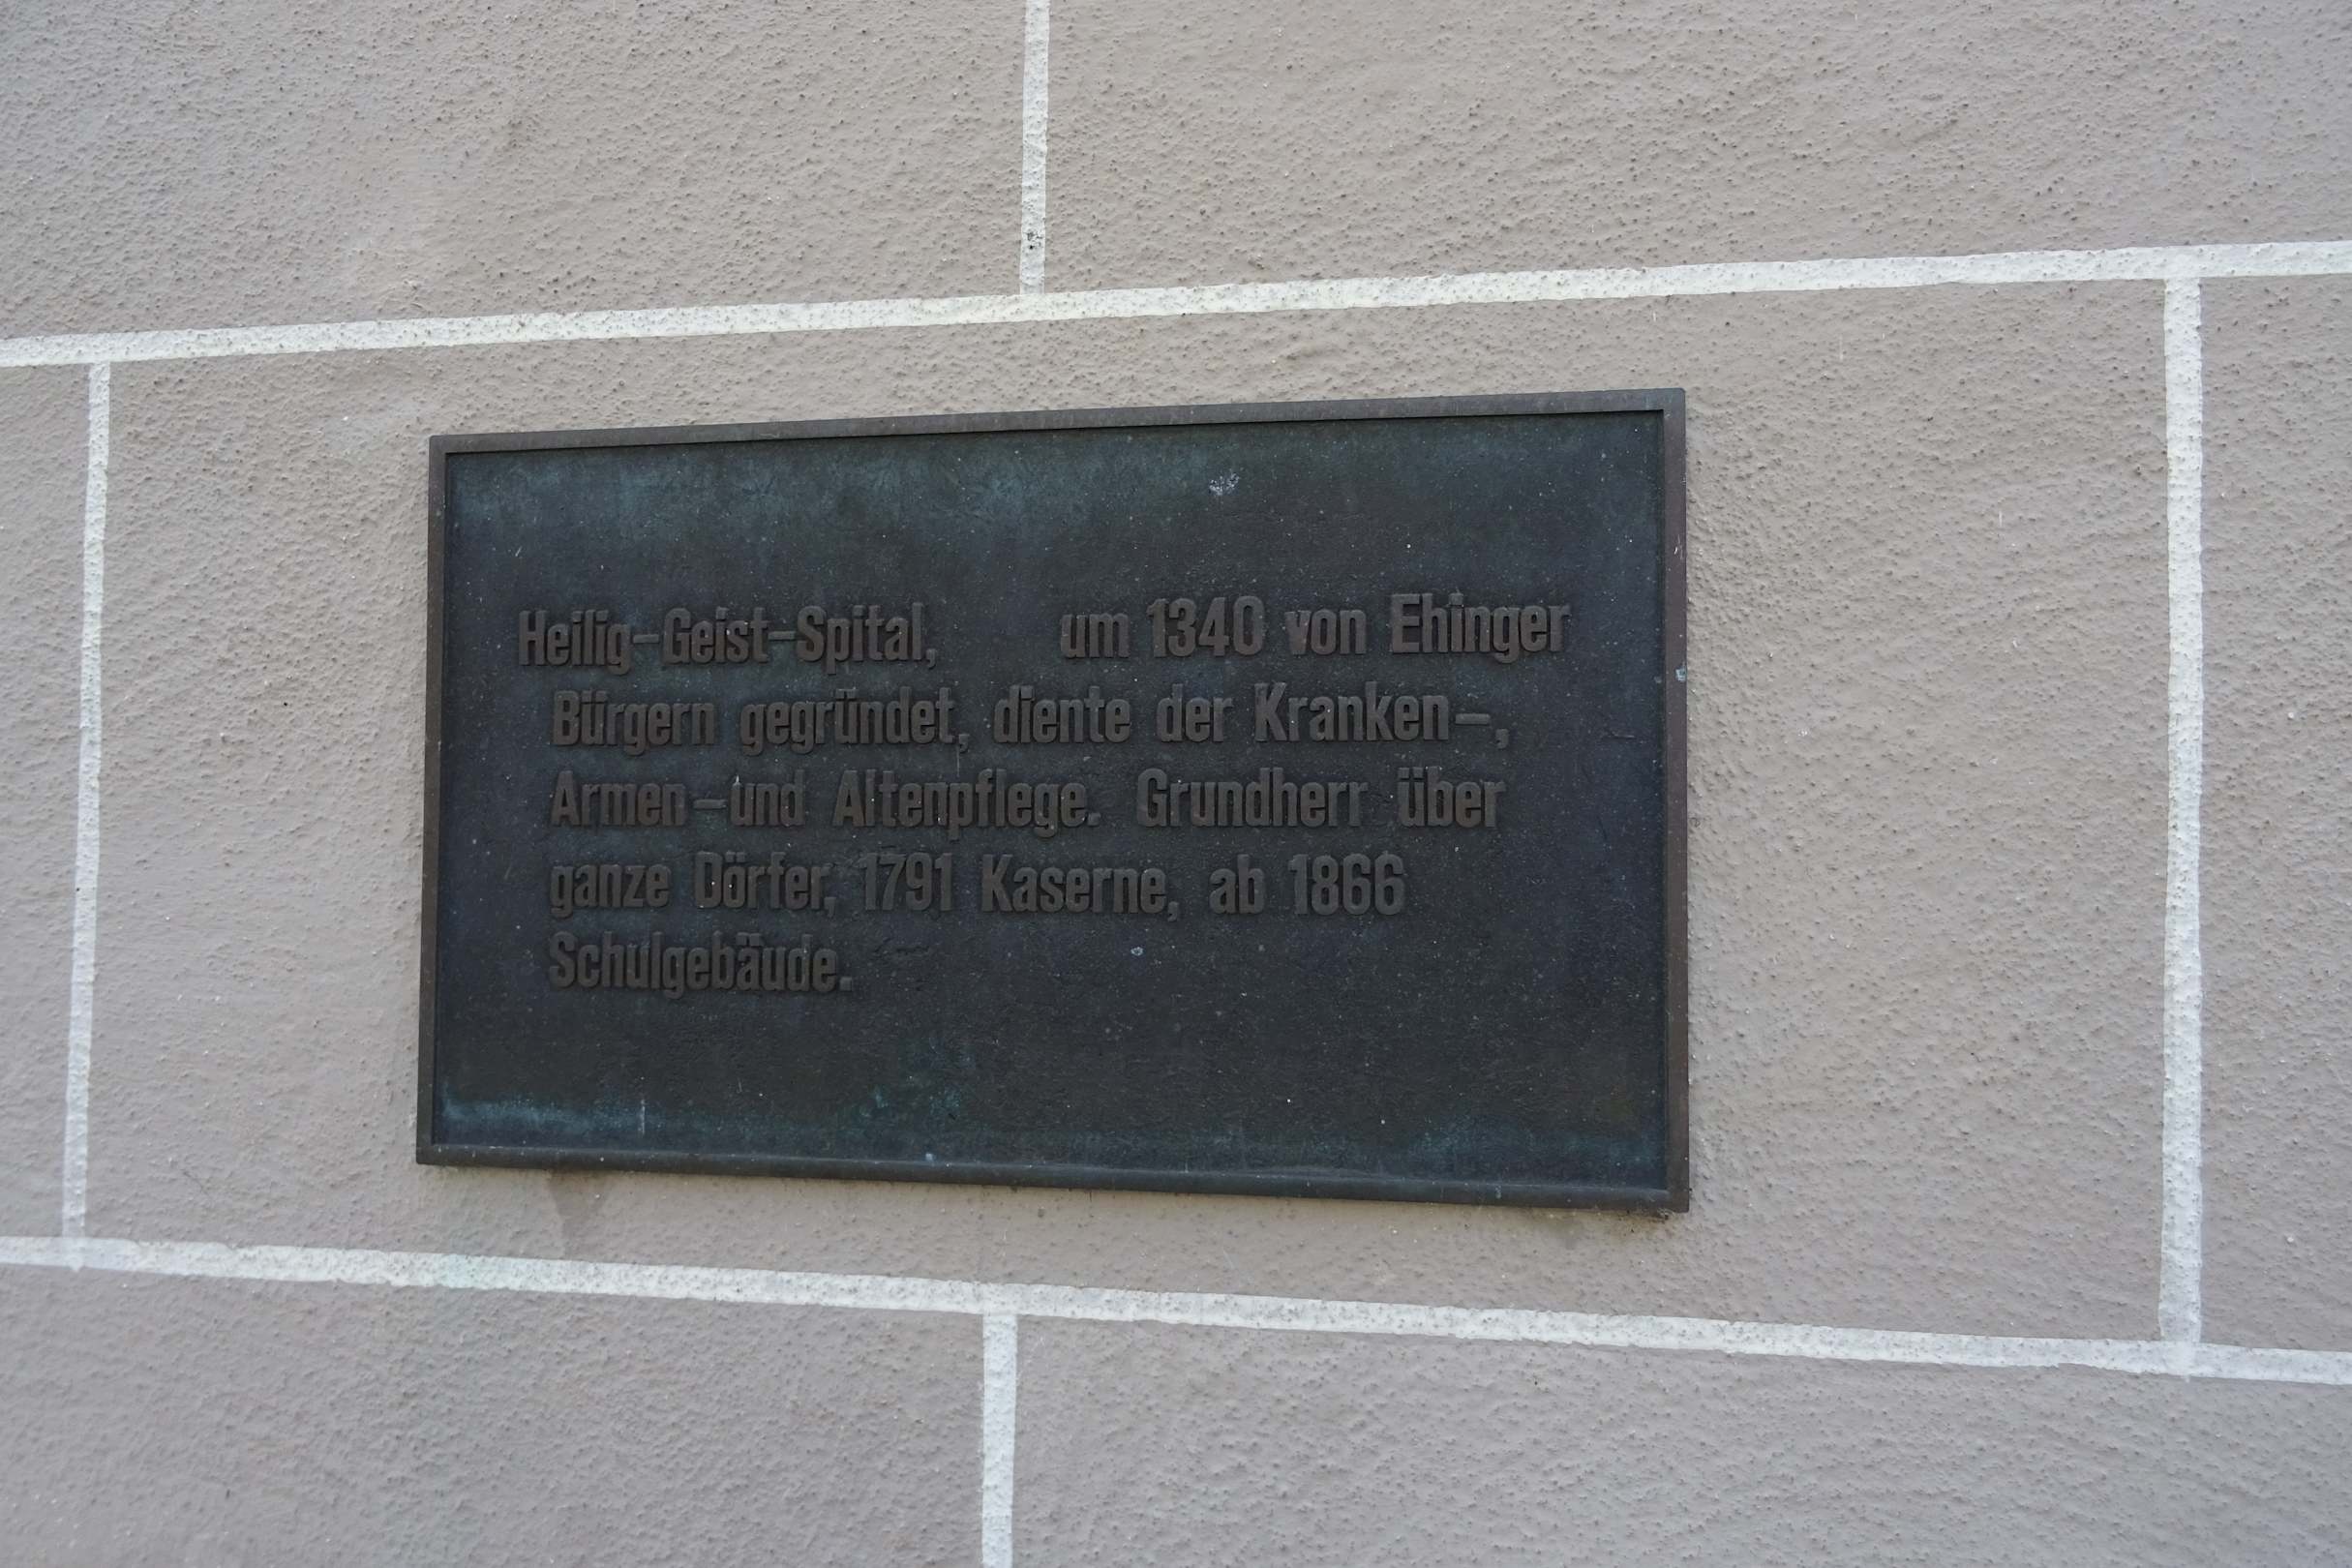 Heilig-Geist-Spital, um 1340 von Ehinger
Bürgern gegründet, diente der Kranken-,
Armen-und Altenpflege. Grundherr über
ganze Dörfer, 1791 Kaserne, ab 1866
Schulgebäude.